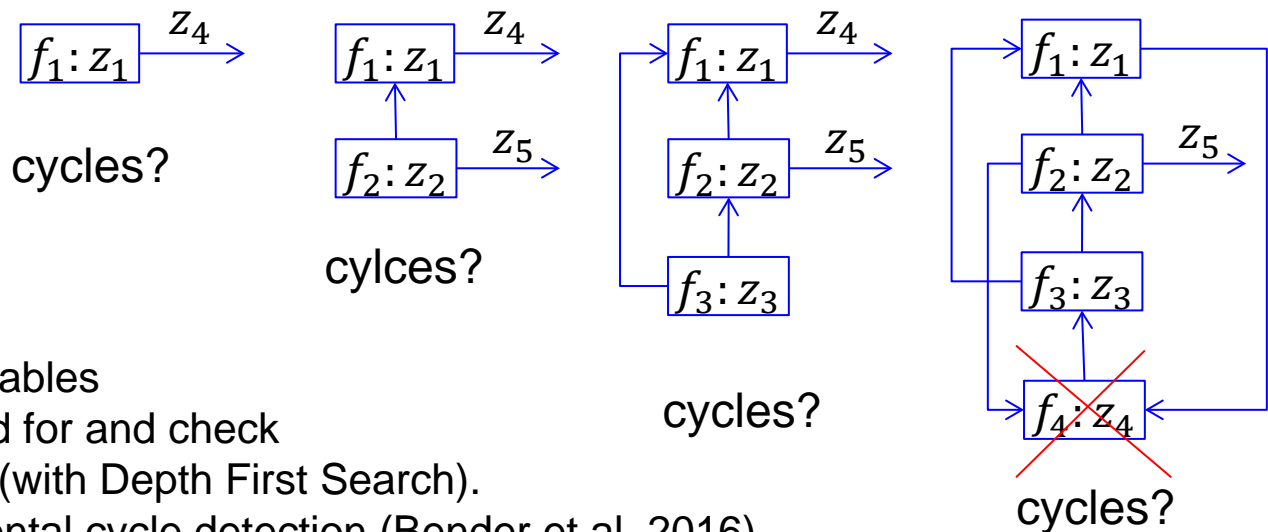 z₄
f₁: z₁
cycles?
z₄
f₁: z₁
z₅
f₂: z₂
cylces?
z₄
f₁: z₁
z₅
f₂: z₂
f₃: z₃
cycles?
f₁: z₁
z₅
f₂: z₂
f₃: z₃
f₄: z₄
cycles?
ables
d for and check
(with Depth First Search).
ental cycle detection (Bender et al. 2016)